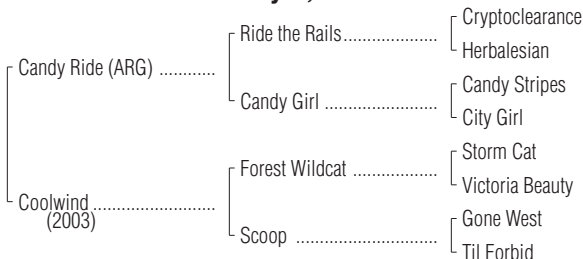 Cryptoclearance
Ride the Rails....................
Herbalesian
Candy Ride (ARG) ............
Candy Stripes
Candy Girl ........................
City Girl
Storm Cat
Forest Wildcat ..................
Victoria Beauty
Coolwind ..........................
(2003)
Gone West
Scoop ..............................
Til Forbid